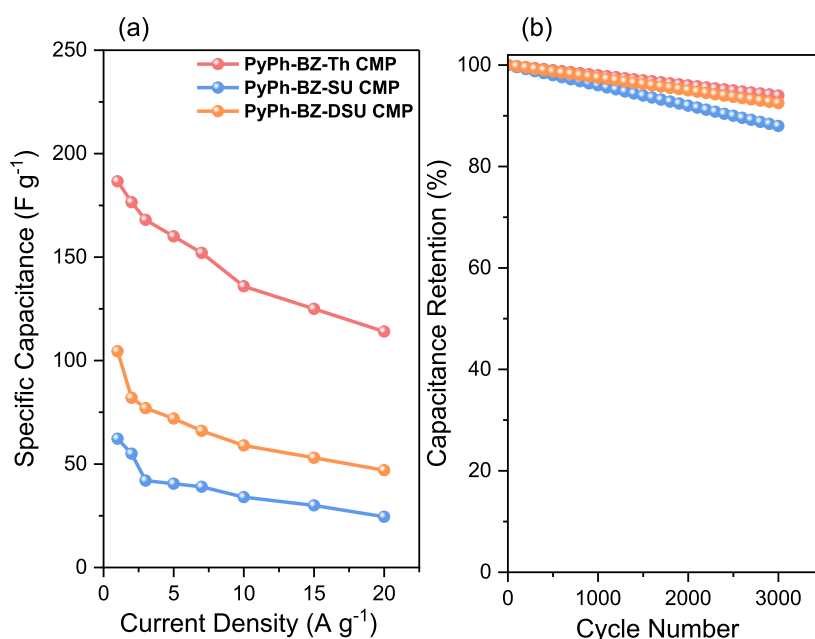 (a)
PyPh-BZ-Th CMP
PyPh-BZ-SU CMP
PyPh-BZ-DSU CMP
Specific Capacitance (F g⁻¹)
250
200
150
100
50
0
0 5 10 15 20
Current Density (A g⁻¹)
(b)
Capacitance Retention (%)
100
80
60
40
20
0
0 1000 2000 3000
Cycle Number